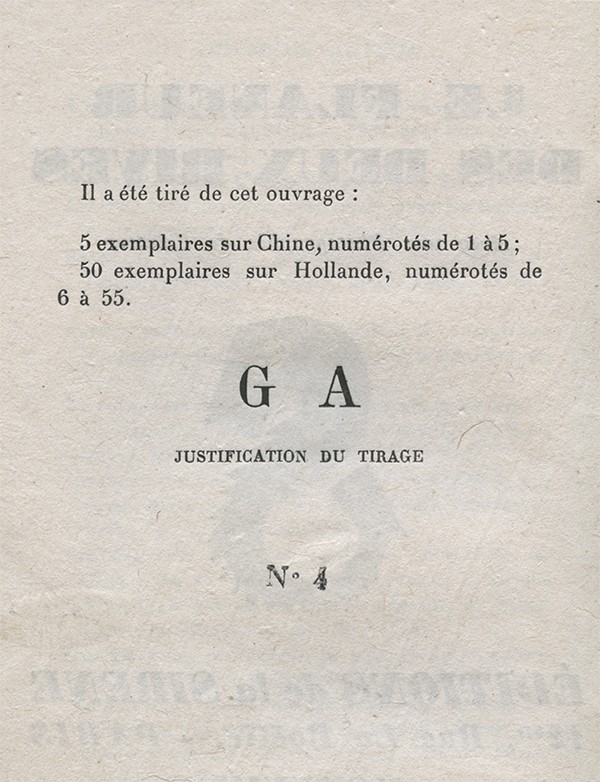 Il a été tiré de cet ouvrage :
5 exemplaires sur Chine, numérotés de 1 à 5 ;
50 exemplaires sur Hollande, numérotés de
6 à 55.
G A
JUSTIFICATION DU TIRAGE
N° 4